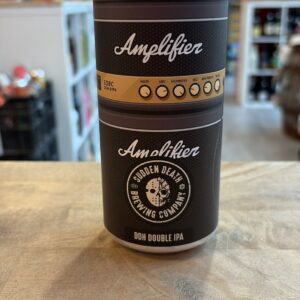 Amplifier
Amplifier
SUDDEN DEATH
BREWING COMPANY
DDH DOUBLE IPA